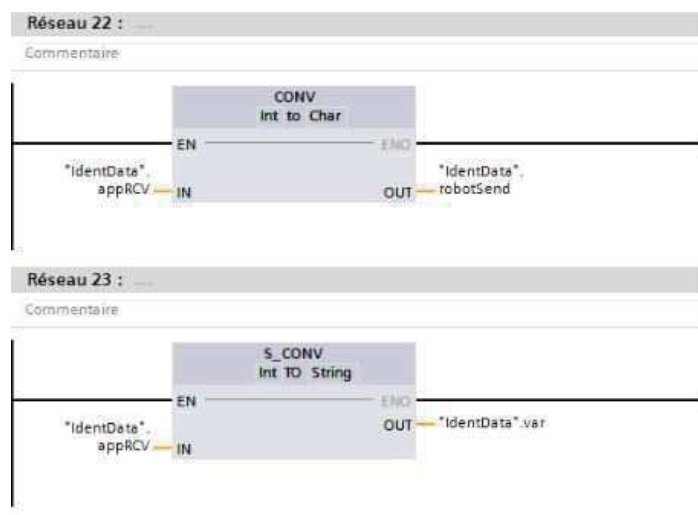 Réseau 22 : ....
Commentaire
CONV
Int to Char
EN
ENO
"IdentData".
appRCV
IN
OUT
"IdentData".
robotSend
Réseau 23 : ....
Commentaire
S_CONV
Int TO String
EN
ENO
"IdentData".
appRCV
IN
OUT
"IdentData".var